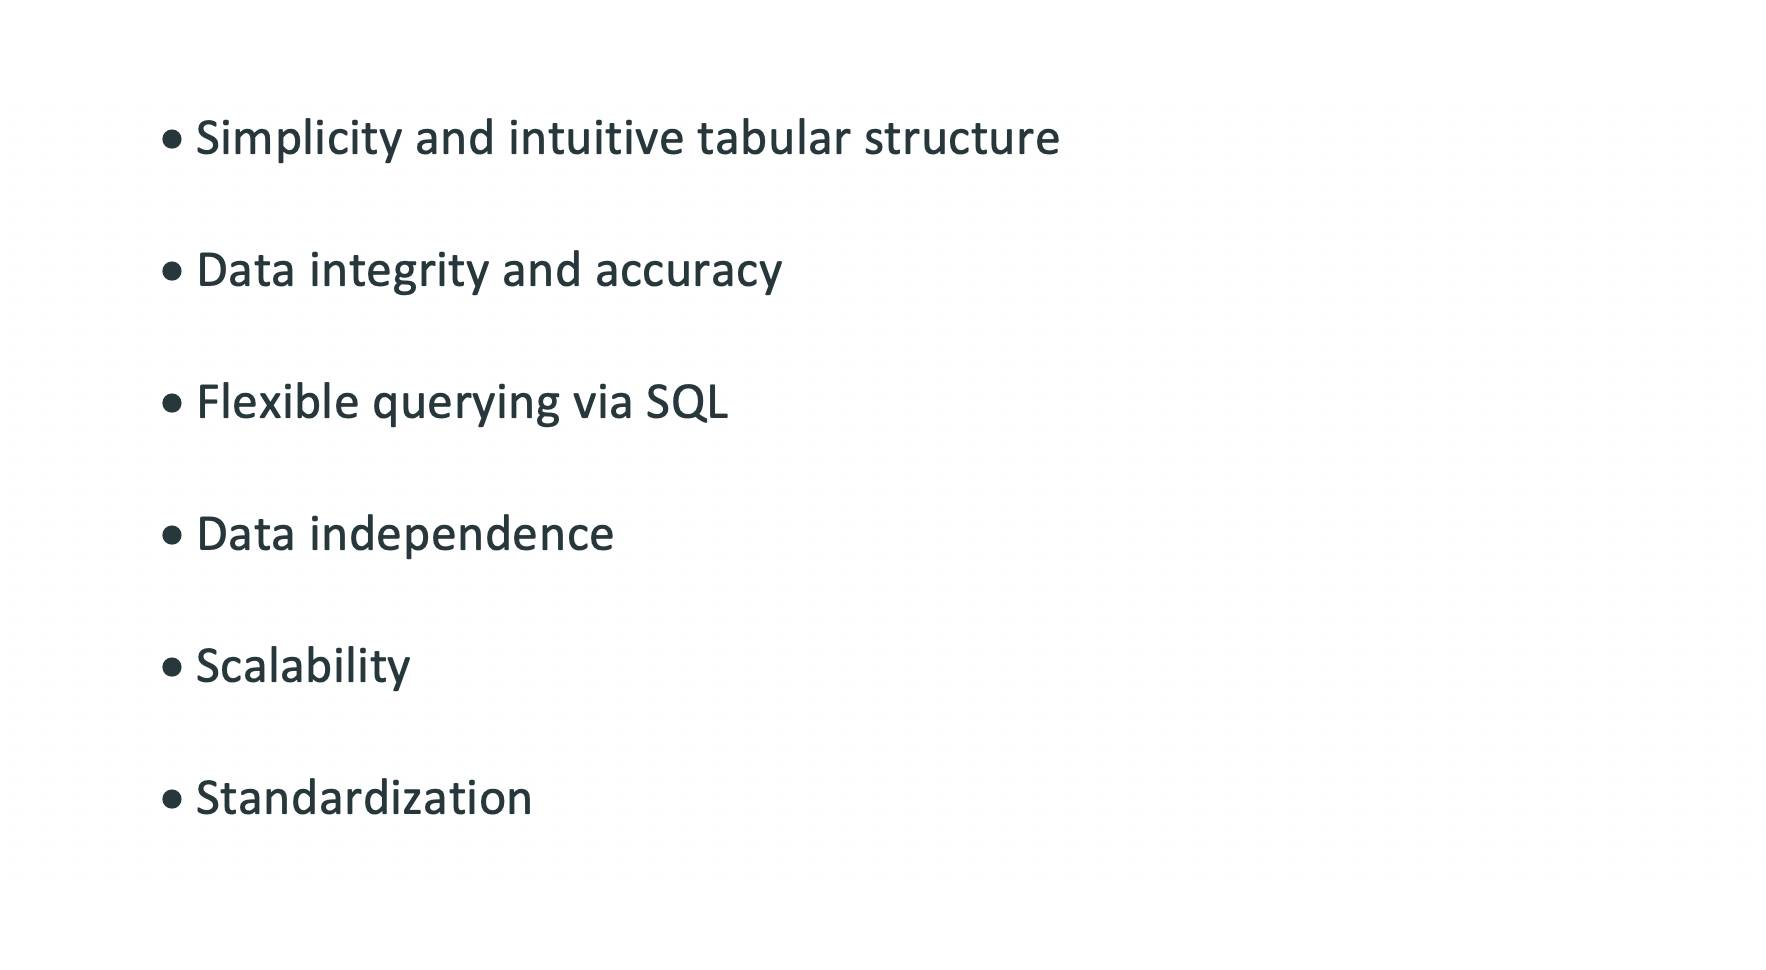 • Simplicity and intuitive tabular structure
• Data integrity and accuracy
• Flexible querying via SQL
• Data independence
• Scalability
• Standardization